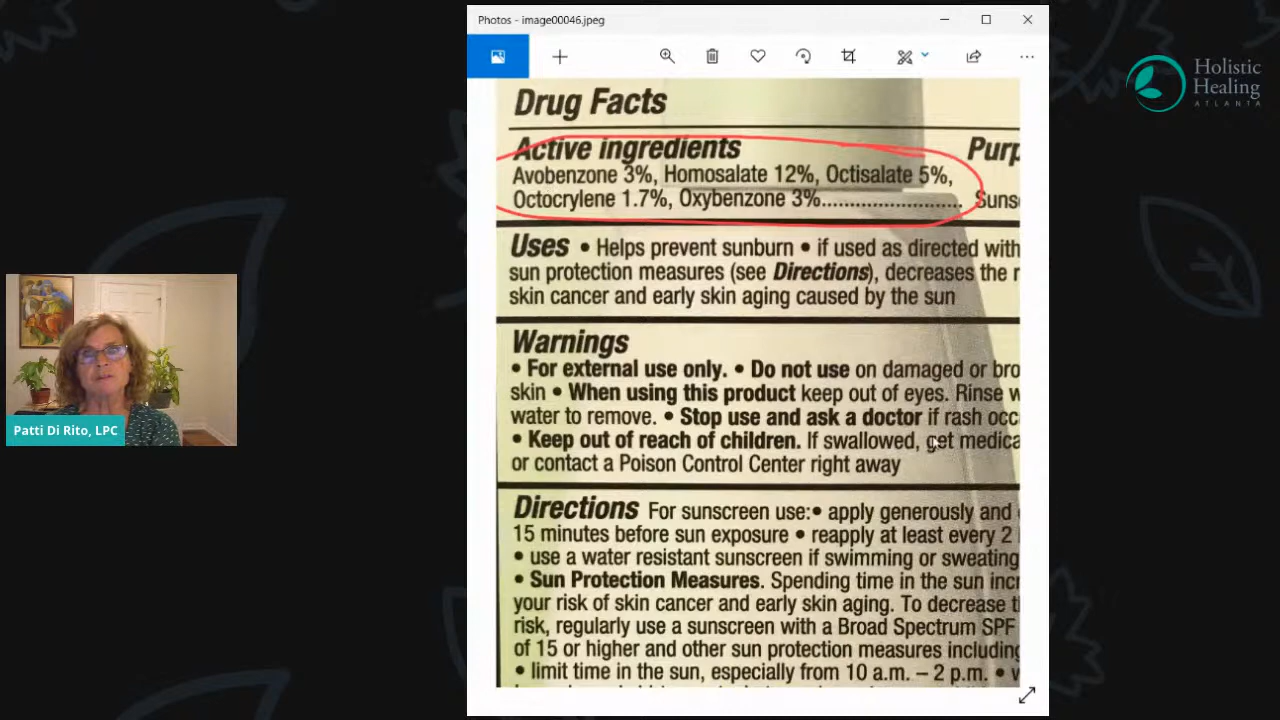 Photos - image00046.jpeg
Holistic
Healing
ATLANTA
Drug Facts
Active ingredients
Purp
Avobenzone 3%, Homosalate 12%, Octisalate 5%,
Octocrylene 1.7%, Oxybenzone 3%.......................... Suns
Uses • Helps prevent sunburn • if used as directed with
sun protection measures (see Directions), decreases the r
skin cancer and early skin aging caused by the sun
Warnings
• For external use only. • Do not use on damaged or bro
skin • When using this product keep out of eyes. Rinse w
water to remove. • Stop use and ask a doctor if rash occ
• Keep out of reach of children. If swallowed, get medica
or contact a Poison Control Center right away
Directions For sunscreen use:• apply generously and
15 minutes before sun exposure • reapply at least every 2
• use a water resistant sunscreen if swimming or sweating
• Sun Protection Measures. Spending time in the sun incr
your risk of skin cancer and early skin aging. To decrease t
risk, regularly use a sunscreen with a Broad Spectrum SPF
of 15 or higher and other sun protection measures including
• limit time in the sun, especially from 10 a.m. – 2 p.m. •
Patti Di Rito, LPC